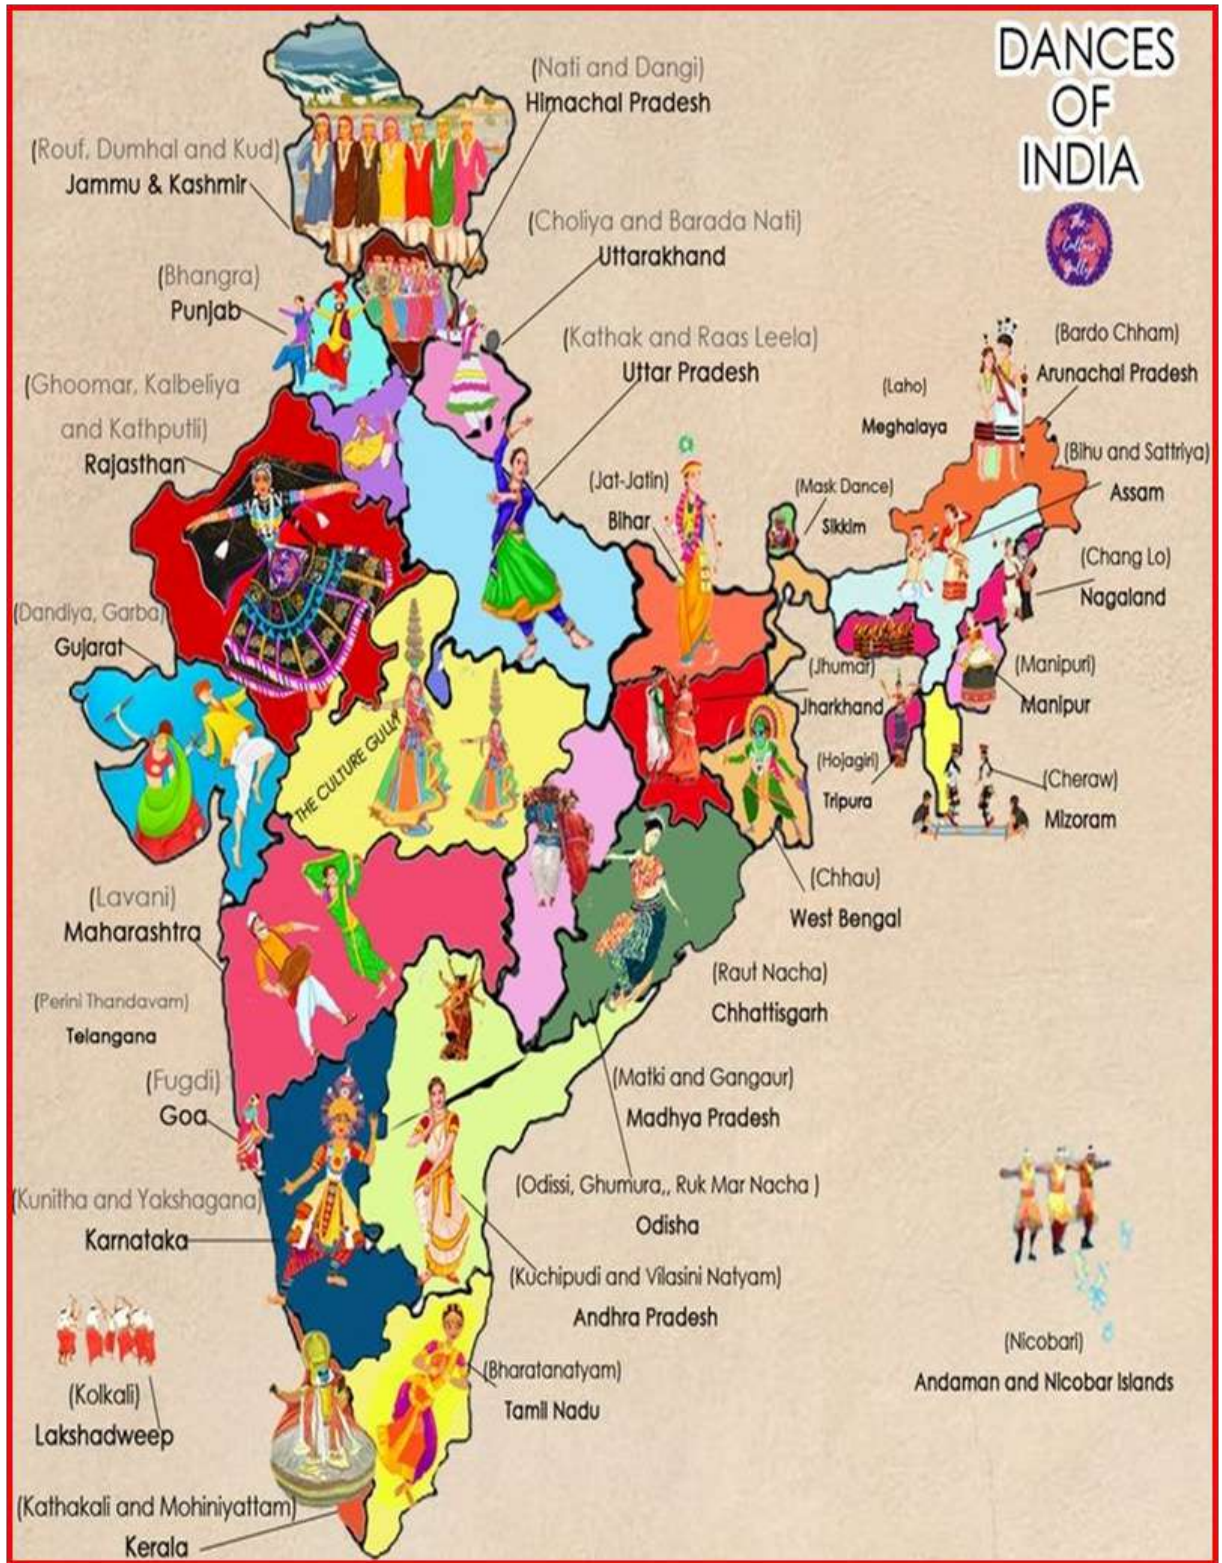 DANCES
OF
INDIA
The
Culture
Gully
(Nati and Dangi)
Himachal Pradesh
(Rouf, Dumhal and Kud)
Jammu & Kashmir
(Choliya and Barada Nati)
Uttarakhand
(Bhangra)
Punjab
(Kathak and Raas Leela)
Uttar Pradesh
(Bardo Chham)
Arunachal Pradesh
(Laho)
Meghalaya
(Ghoomar, Kalbeliya
and Kathputli)
Rajasthan
(Bihu and Sattriya)
Assam
(Jat-Jatin)
Bihar
(Mask Dance)
Sikkim
(Chang Lo)
Nagaland
(Dandiya, Garba)
Gujarat
(Jhumar)
Jharkhand
(Manipuri)
Manipur
THE CULTURE GULLY
(Hojagiri)
Tripura
(Cheraw)
Mizoram
(Chhau)
West Bengal
(Lavani)
Maharashtra
(Raut Nacha)
Chhattisgarh
(Perini Thandavam)
Telangana
(Fugdi)
Goa
(Matki and Gangaur)
Madhya Pradesh
(Kunitha and Yakshagana)
Karnataka
(Odissi, Ghumura,, Ruk Mar Nacha )
Odisha
(Kuchipudi and Vilasini Natyam)
Andhra Pradesh
(Bharatanatyam)
Tamil Nadu
(Nicobari)
Andaman and Nicobar Islands
(Kolkali)
Lakshadweep
(Kathakali and Mohiniyattam)
Kerala